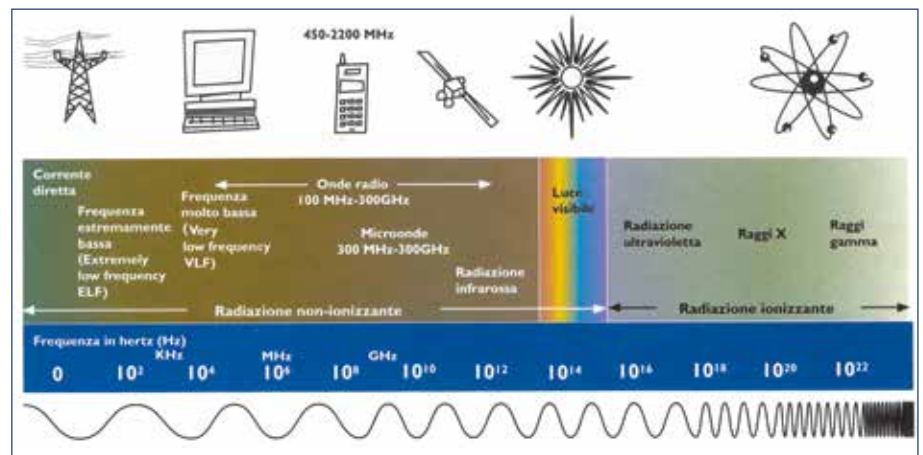 450-2200 MHz
Corrente
diretta
Frequenza
estremamente
bassa
(Extremely
low frequency
ELF)
Frequenza
molto bassa
(Very
low frequency
VLF)
Onde radio
100 MHz-300GHz
Microonde
300 MHz-300GHz
Radiazione
infrarossa
Luce
visibile
Radiazione
ultravioletta
Raggi X
Raggi
gamma
Radiazione non-ionizzante
Radiazione ionizzante
Frequenza in hertz (Hz)
KHz MHz GHz
0 10² 10⁴ 10⁶ 10⁸ 10¹⁰ 10¹² 10¹⁴ 10¹⁶ 10¹⁸ 10²⁰ 10²²